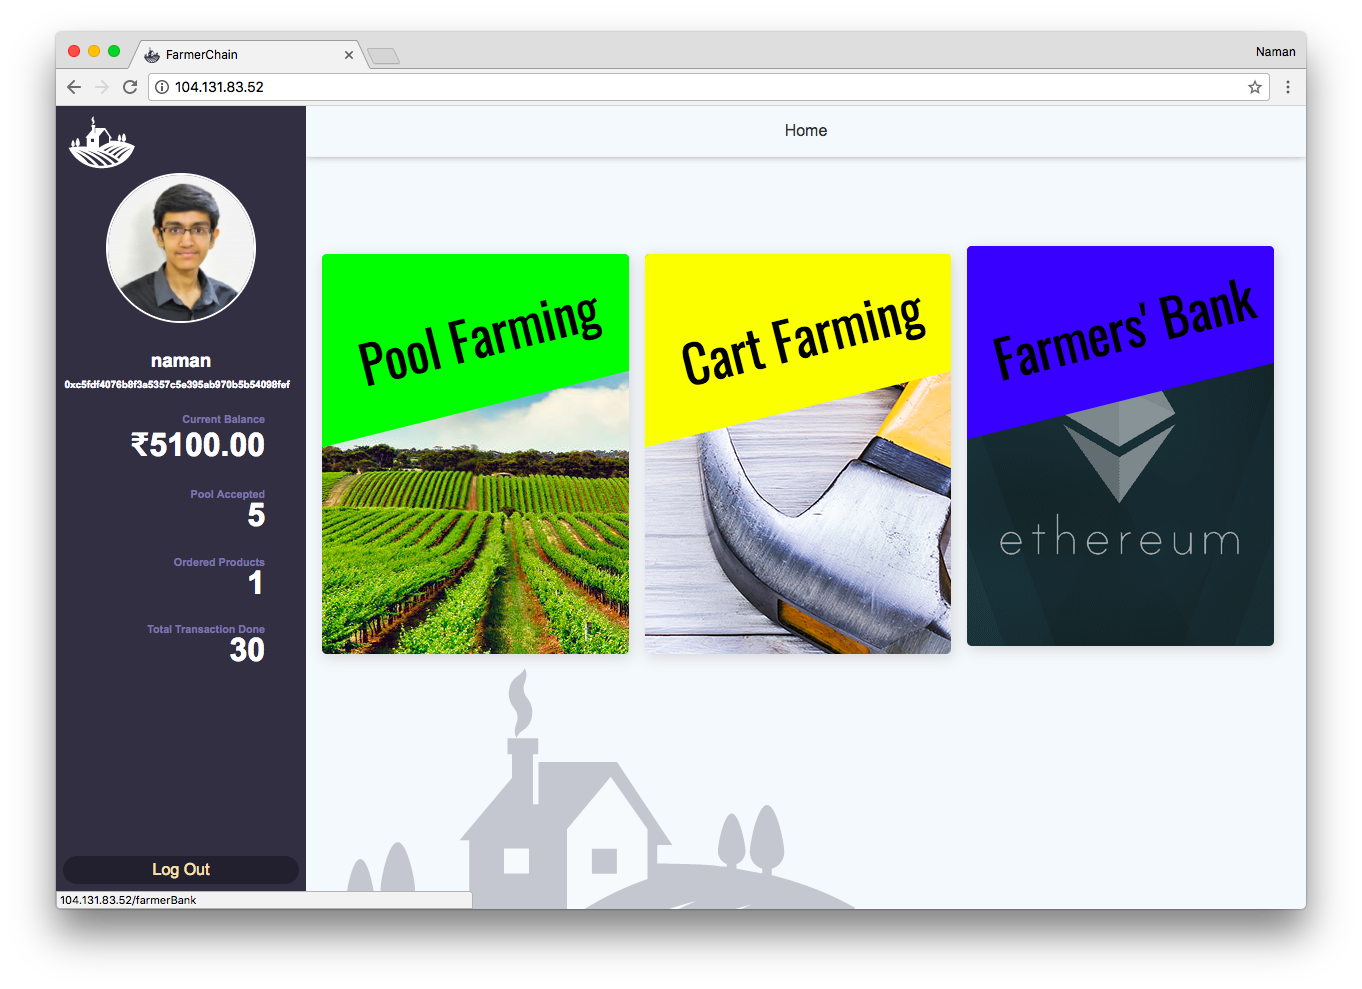 FarmerChain
Naman
104.131.83.52
Home
naman
0xc5fdf4076b8f3a5357c5e395ab970b5b54098fef
Current Balance
₹5100.00
Pool Accepted
5
Ordered Products
1
Total Transaction Done
30
Log Out
Pool Farming
Cart Farming
Farmers' Bank
ethereum
104.131.83.52/farmerBank